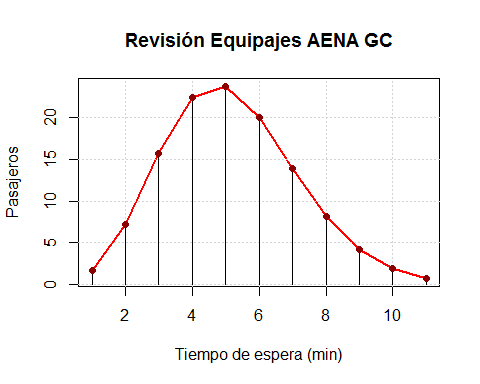 Revisión Equipajes AENA GC
Pasajeros
20
15
10
5
0
2 4 6 8 10
Tiempo de espera (min)